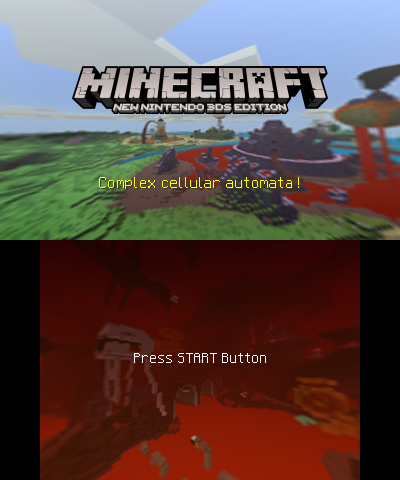 MINECRAFT
NEW NINTENDO 3DS EDITION
Complex cellular automata!
Press START Button